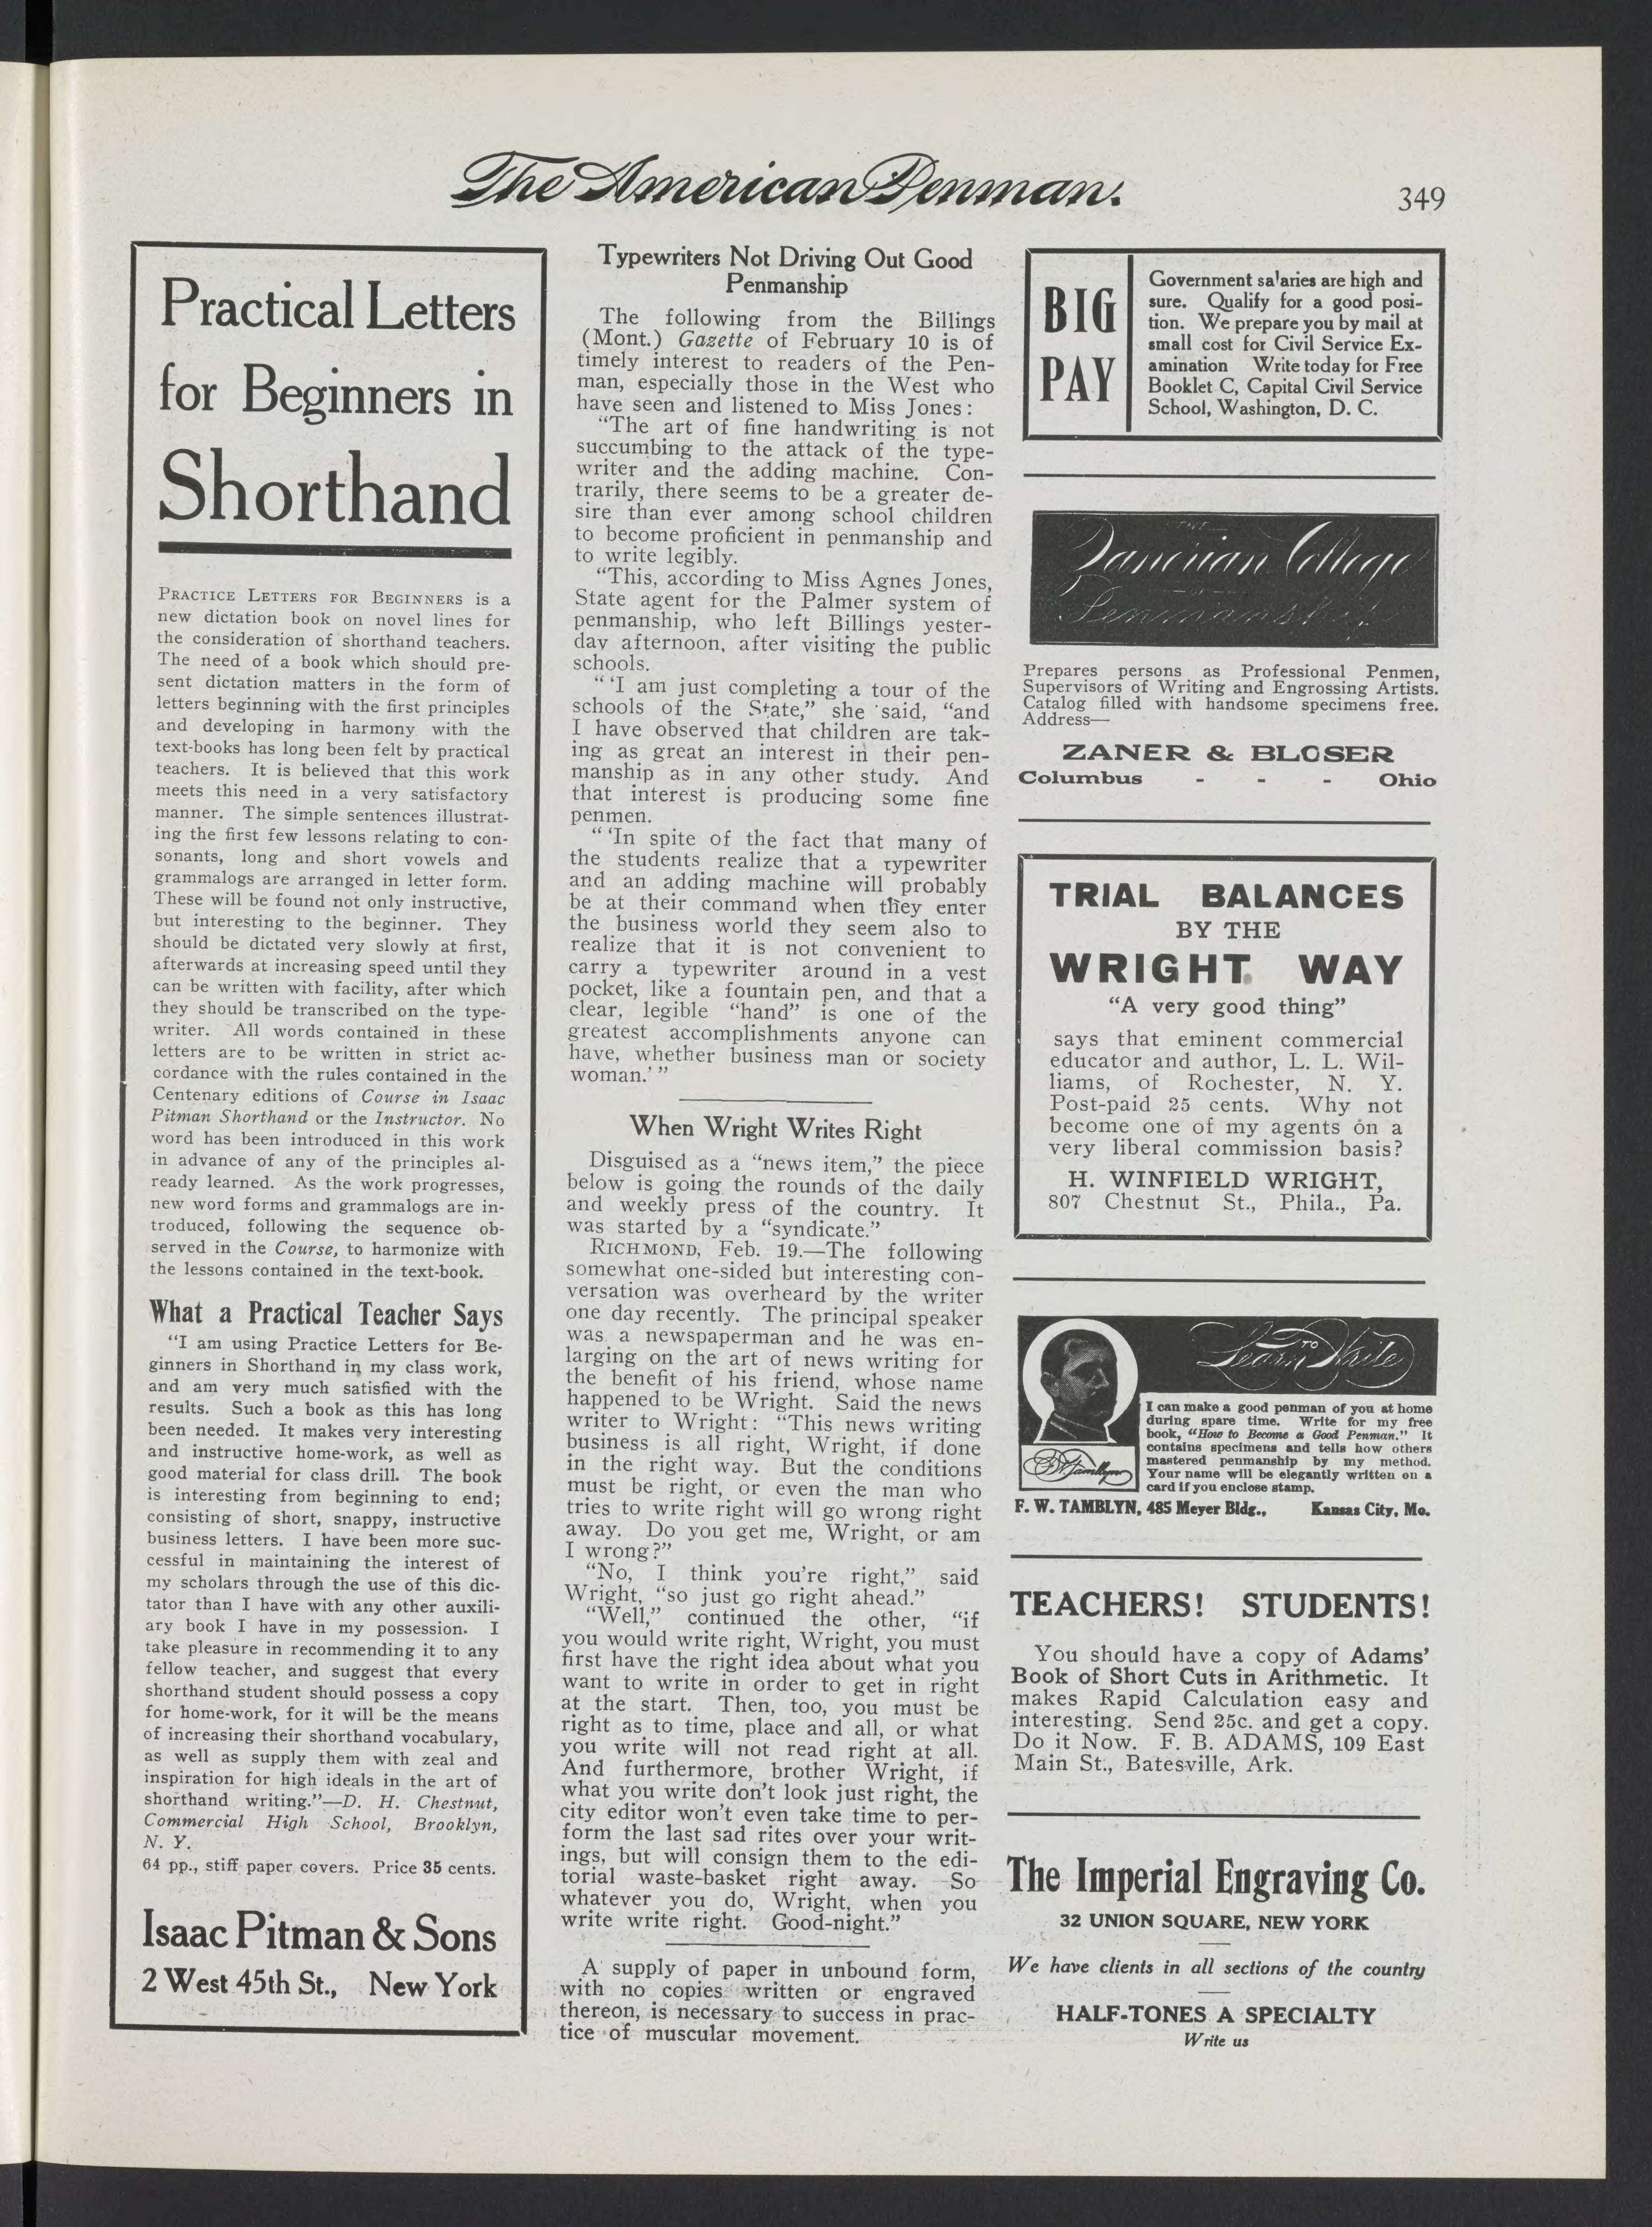 The American Penman.
349
Practical Letters
for Beginners in
Shorthand
PRACTICE LETTERS FOR BEGINNERS is a
new dictation book on novel lines for
the consideration of shorthand teachers.
The need of a book which should pre-
sent dictation matters in the form of
letters beginning with the first principles
and developing in harmony with the
text-books has long been felt by practical
teachers. It is believed that this work
meets this need in a very satisfactory
manner. The simple sentences illustrat-
ing the first few lessons relating to con-
sonants, long and short vowels and
grammalogs are arranged in letter form.
These will be found not only instructive,
but interesting to the beginner. They
should be dictated very slowly at first,
afterwards at increasing speed until they
can be written with facility, after which
they should be transcribed on the type-
writer. All words contained in these
letters are to be written in strict ac-
cordance with the rules contained in the
Centenary editions of Course in Isaac
Pitman Shorthand or the Instructor. No
word has been introduced in this work
in advance of any of the principles al-
ready learned. As the work progresses,
new word forms and grammalogs are in-
troduced, following the sequence ob-
served in the Course, to harmonize with
the lessons contained in the text-book.
What a Practical Teacher Says
"I am using Practice Letters for Be-
ginners in Shorthand in my class work,
and am very much satisfied with the
results. Such a book as this has long
been needed. It makes very interesting
and instructive home-work, as well as
good material for class drill. The book
is interesting from beginning to end;
consisting of short, snappy, instructive
business letters. I have been more suc-
cessful in maintaining the interest of
my scholars through the use of this dic-
tator than I have with any other auxili-
ary book I have in my possession. I
take pleasure in recommending it to any
fellow teacher, and suggest that every
shorthand student should possess a copy
for home-work, for it will be the means
of increasing their shorthand vocabulary,
as well as supply them with zeal and
inspiration for high ideals in the art of
shorthand writing."—D. H. Chestnut,
Commercial High School, Brooklyn,
N. Y.
64 pp., stiff paper covers. Price 35 cents.
Isaac Pitman & Sons
2 West 45th St., New York
Typewriters Not Driving Out Good
Penmanship
The following from the Billings
(Mont.) Gazette of February 10 is of
timely interest to readers of the Pen-
man, especially those in the West who
have seen and listened to Miss Jones:
"The art of fine handwriting is not
succumbing to the attack of the type-
writer and the adding machine. Con-
trarily, there seems to be a greater de-
sire than ever among school children
to become proficient in penmanship and
to write legibly.
"This, according to Miss Agnes Jones,
State agent for the Palmer system of
penmanship, who left Billings yester-
day afternoon, after visiting the public
schools.
"'I am just completing a tour of the
schools of the State," she said, "and
I have observed that children are tak-
ing as great an interest in their pen-
manship as in any other study. And
that interest is producing some fine
penmen.
"'In spite of the fact that many of
the students realize that a typewriter
and an adding machine will probably
be at their command when they enter
the business world they seem also to
realize that it is not convenient to
carry a typewriter around in a vest
pocket, like a fountain pen, and that a
clear, legible "hand" is one of the
greatest accomplishments anyone can
have, whether business man or society
woman.'"
When Wright Writes Right
Disguised as a "news item," the piece
below is going the rounds of the daily
and weekly press of the country. It
was started by a "syndicate."
RICHMOND, Feb. 19.—The following
somewhat one-sided but interesting con-
versation was overheard by the writer
one day recently. The principal speaker
was a newspaperman and he was en-
larging on the art of news writing for
the benefit of his friend, whose name
happened to be Wright. Said the news
writer to Wright: "This news writing
business is all right, Wright, if done
in the right way. But the conditions
must be right, or even the man who
tries to write right will go wrong right
away. Do you get me, Wright, or am
I wrong?"
"No, I think you're right," said
Wright, "so just go right ahead."
"Well," continued the other, "if
you would write right, Wright, you must
first have the right idea about what you
want to write in order to get in right
at the start. Then, too, you must be
right as to time, place and all, or what
you write will not read right at all.
And furthermore, brother Wright, if
what you write don't look just right, the
city editor won't even take time to per-
form the last sad rites over your writ-
ings, but will consign them to the edi-
torial waste-basket right away. So
whatever you do, Wright, when you
write write right. Good-night."
A supply of paper in unbound form,
with no copies written or engraved
thereon, is necessary to success in prac-
tice of muscular movement.
BIG
PAY
Government salaries are high and
sure. Qualify for a good posi-
tion. We prepare you by mail at
small cost for Civil Service Ex-
amination Write today for Free
Booklet C, Capital Civil Service
School, Washington, D. C.
Zanerian College
Penmanship
Prepares persons as Professional Penmen,
Supervisors of Writing and Engrossing Artists.
Catalog filled with handsome specimens free.
Address—
ZANER & BLOSER
Columbus - - - Ohio
TRIAL BALANCES
BY THE
WRIGHT WAY
"A very good thing"
says that eminent commercial
educator and author, L. L. Wil-
liams, of Rochester, N. Y.
Post-paid 25 cents. Why not
become one of my agents on a
very liberal commission basis?
H. WINFIELD WRIGHT,
807 Chestnut St., Phila., Pa.
Learn TO Write
I can make a good penman of you at home
during spare time. Write for my free
book, "How to Become a Good Penman." It
contains specimens and tells how others
mastered penmanship by my method.
Your name will be elegantly written on a
card if you enclose stamp.
F. W. Tamblyn
F. W. TAMBLYN, 485 Meyer Bldg., Kansas City, Mo.
TEACHERS! STUDENTS!
You should have a copy of Adams'
Book of Short Cuts in Arithmetic. It
makes Rapid Calculation easy and
interesting. Send 25c. and get a copy.
Do it Now. F. B. ADAMS, 109 East
Main St., Batesville, Ark.
The Imperial Engraving Co.
32 UNION SQUARE, NEW YORK
We have clients in all sections of the country
HALF-TONES A SPECIALTY
Write us